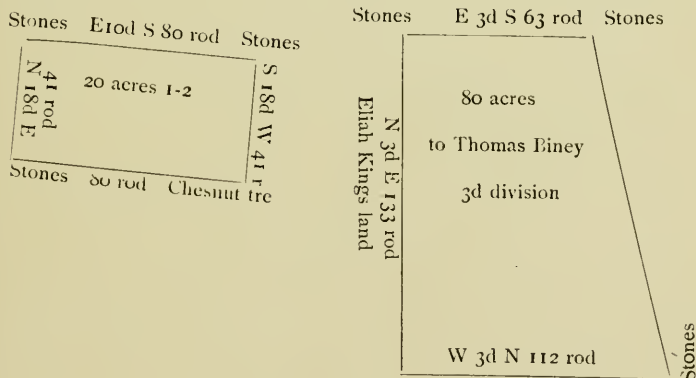 Stones E10d S 80 rod Stones
41 rod
N 18d E
20 acres 1-2
S 18d W 41 r
Stones 80 rod Chesnut tre
Stones E 3d S 63 rod Stones
N 3d E 133 rod
Eliah Kings land
80 acres
to Thomas Biney
3d division
W 3d N 112 rod
Stones